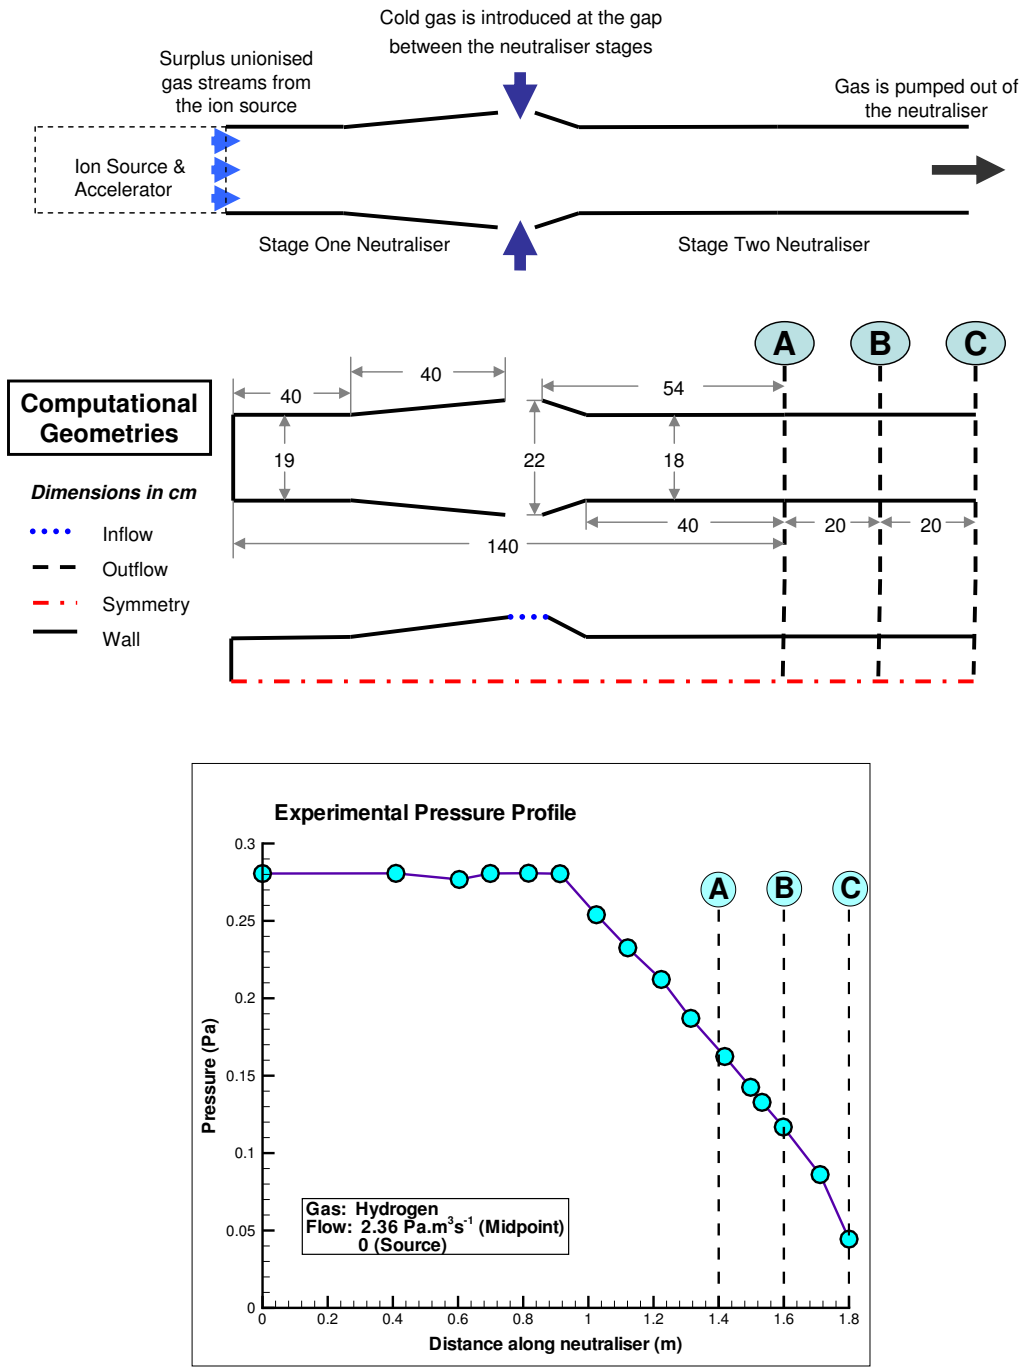 Cold gas is introduced at the gap
between the neutraliser stages
Surplus unionised
gas streams from
the ion source
Gas is pumped out of
the neutraliser
Ion Source &
Accelerator
Stage One Neutraliser
Stage Two Neutraliser
A
B
C
40
40
54
Computational
Geometries
19
22
18
Dimensions in cm
40
20
20
140
Inflow
Outflow
Symmetry
Wall
Experimental Pressure Profile
0.3
0.25
0.2
0.15
0.1
0.05
0
Pressure (Pa)
A
B
C
Gas: Hydrogen
Flow: 2.36 Pa.m³s⁻¹ (Midpoint)
0 (Source)
0 0.2 0.4 0.6 0.8 1 1.2 1.4 1.6 1.8
Distance along neutraliser (m)